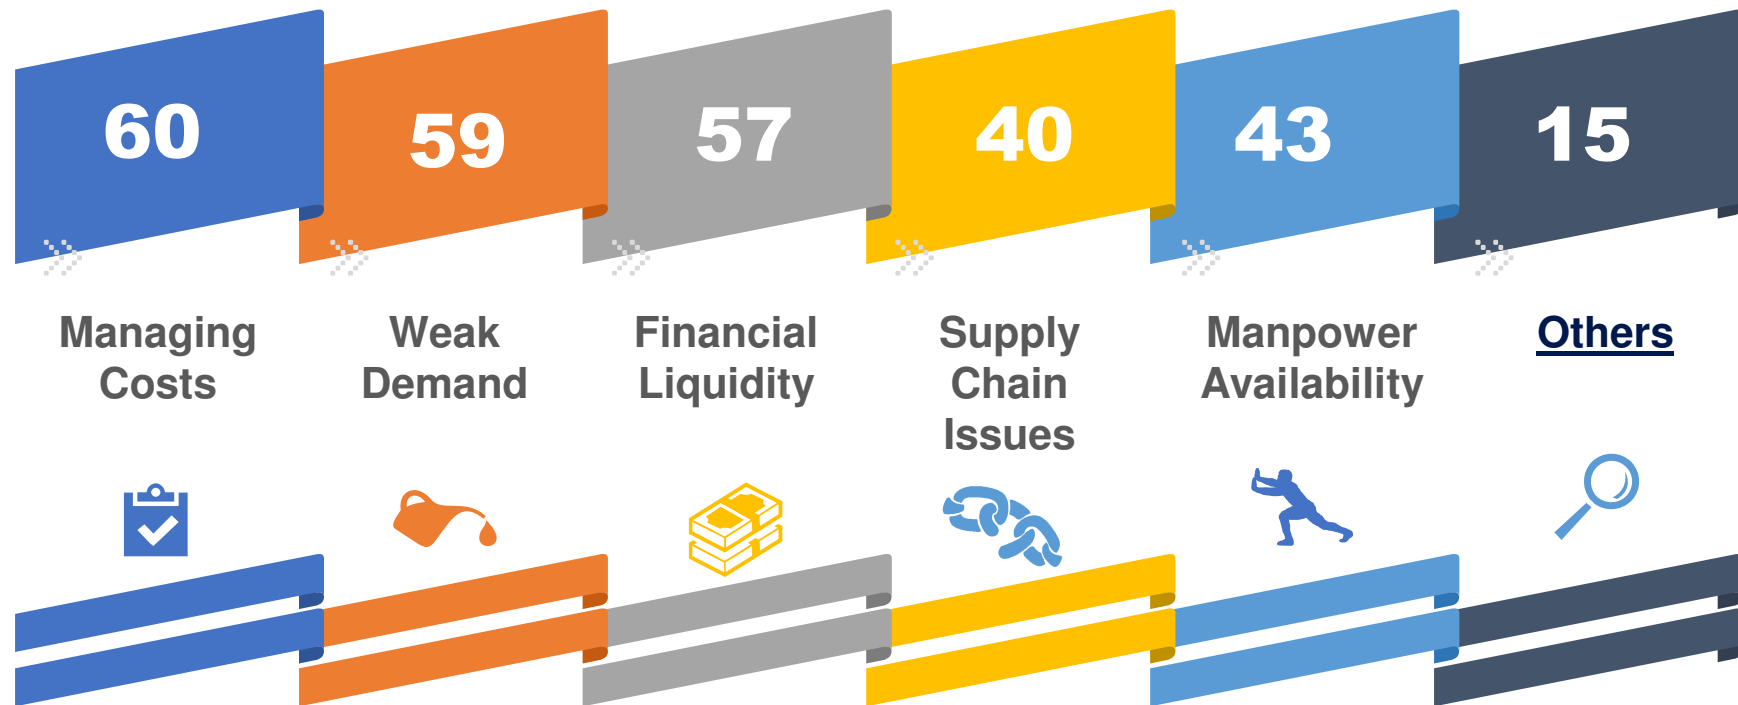 60
59
57
40
43
15
Managing
Costs
Weak
Demand
Financial
Liquidity
Supply
Chain
Issues
Manpower
Availability
Others